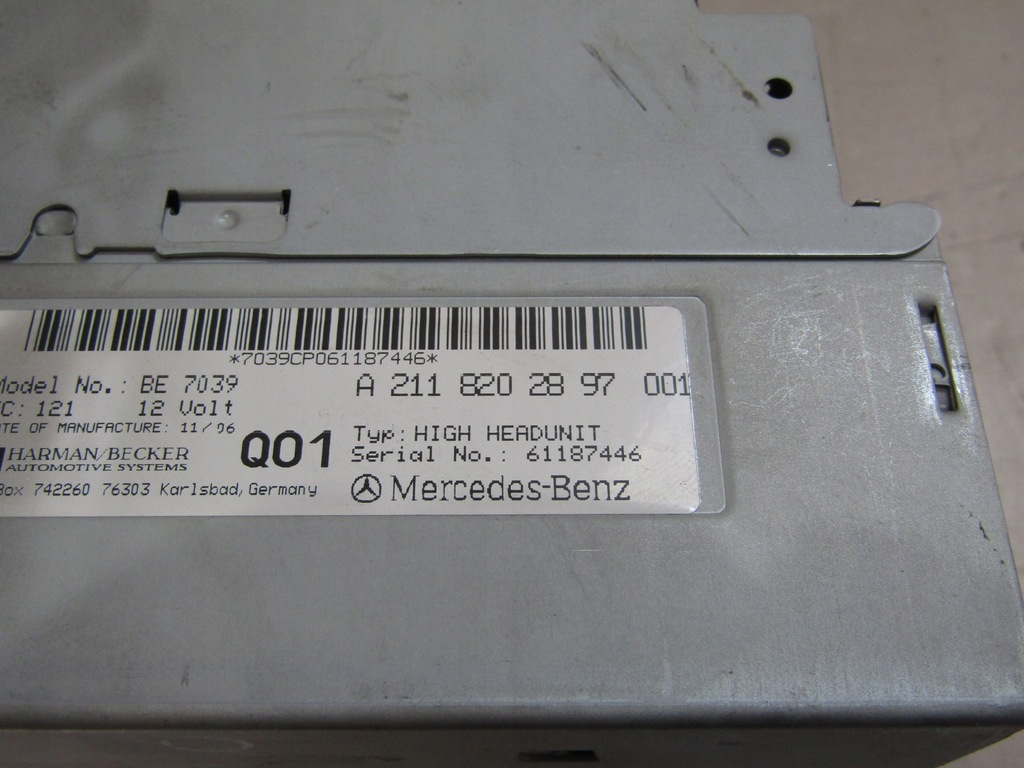 *7039CP061187446*
Model No.: BE 7039
A 211 820 28 97 001
C: 121 12 Volt
TE OF MANUFACTURE: 11/06
Q01
Typ: HIGH HEADUNIT
HARMAN/BECKER
AUTOMOTIVE SYSTEMS
Serial No.: 61187446
Box 742260 76303 Karlsbad, Germany
Mercedes-Benz